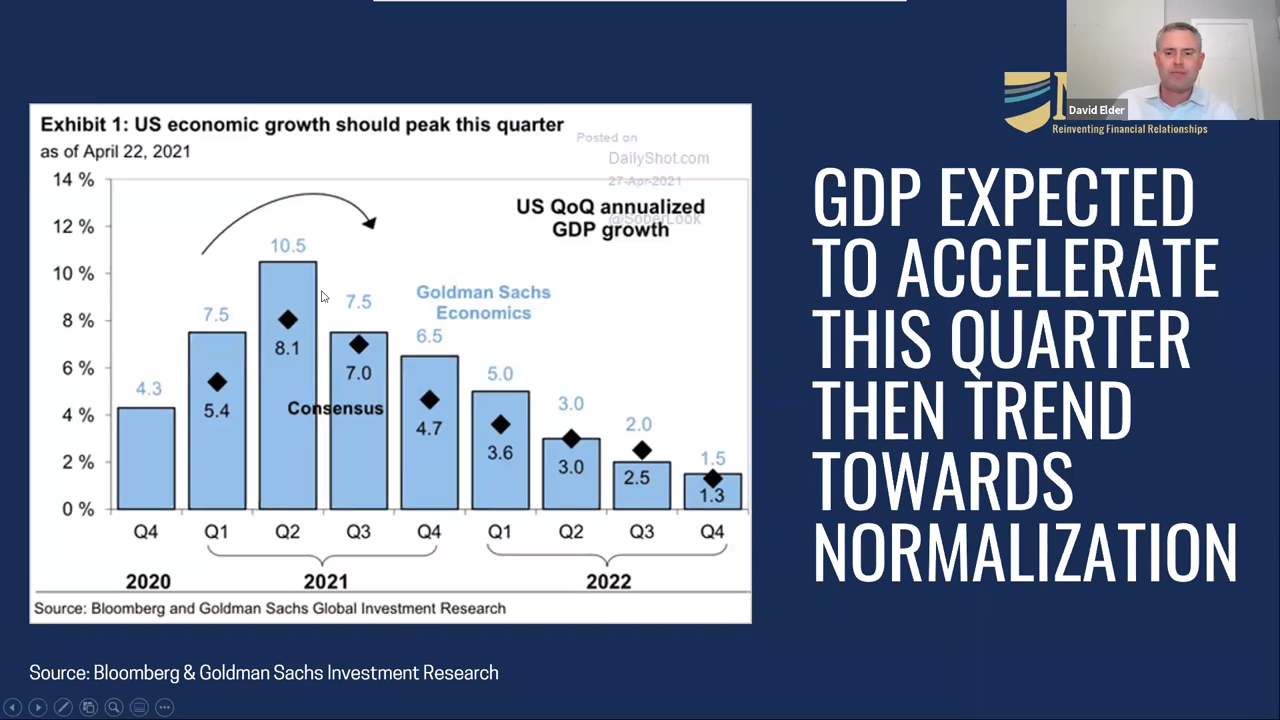 David Elder
Reinventing Financial Relationships
Exhibit 1: US economic growth should peak this quarter
as of April 22, 2021
Posted on
DailyShot.com
27-Apr-2021
@SoberLook
US QoQ annualized
GDP growth
14 %
12 %
10 %
8 %
6 %
4 %
2 %
0 %
Goldman Sachs
Economics
Consensus
4.3
7.5
5.4
10.5
8.1
7.5
7.0
6.5
4.7
5.0
3.6
3.0
3.0
2.0
2.5
1.5
1.3
Q4 Q1 Q2 Q3 Q4 Q1 Q2 Q3 Q4
2020 2021 2022
Source: Bloomberg and Goldman Sachs Global Investment Research
GDP EXPECTED
TO ACCELERATE
THIS QUARTER
THEN TREND
TOWARDS
NORMALIZATION
Source: Bloomberg & Goldman Sachs Investment Research